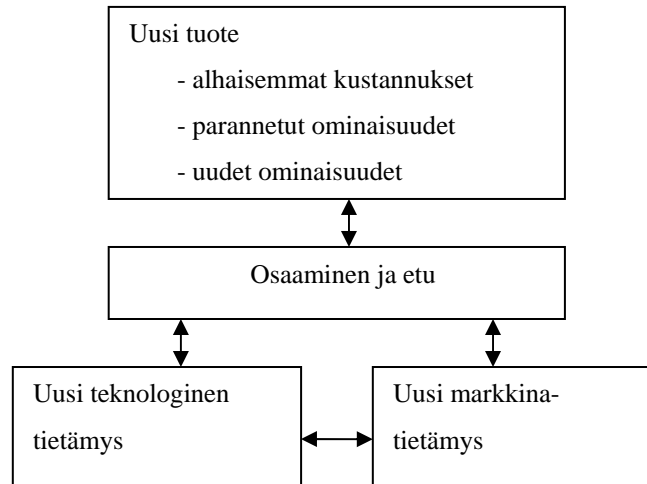 Uusi tuote
- alhaisemmat kustannukset
- parannetut ominaisuudet
- uudet ominaisuudet
Osaaminen ja etu
Uusi teknologinen
tietämys
Uusi markkina-
tietämys